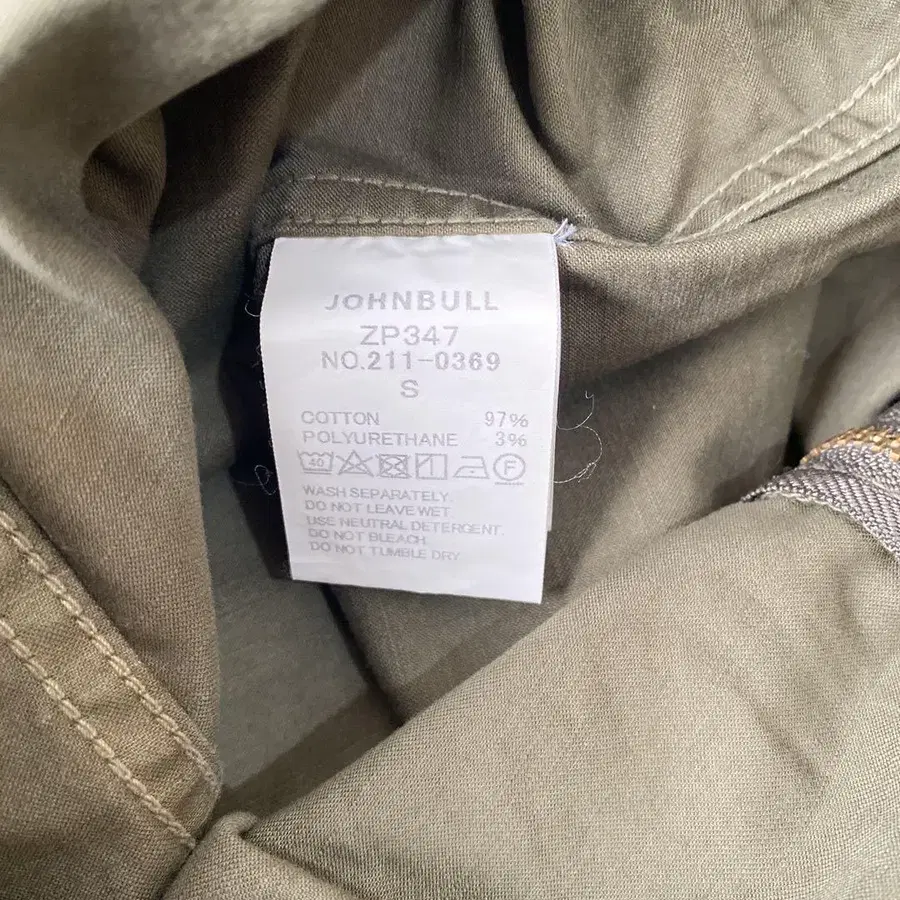 JOHNBULL
ZP347
NO.211-0369
S
COTTON 97%
POLYURETHANE 3%
40 F
WASH SEPARATELY.
DO NOT LEAVE WET.
USE NEUTRAL DETERGENT.
DO NOT BLEACH.
DO NOT TUMBLE DRY.